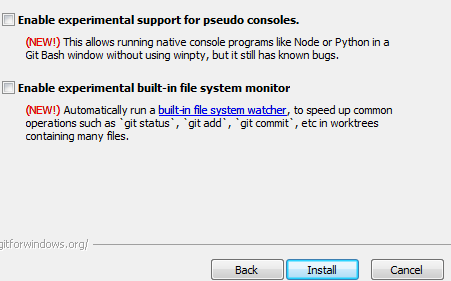 Enable experimental support for pseudo consoles.
(NEW!) This allows running native console programs like Node or Python in a
Git Bash window without using winpty, but it still has known bugs.
Enable experimental built-in file system monitor
(NEW!) Automatically run a built-in file system watcher, to speed up common
operations such as `git status`, `git add`, `git commit`, etc in worktrees
containing many files.
gitforwindows.org/
Back
Install
Cancel